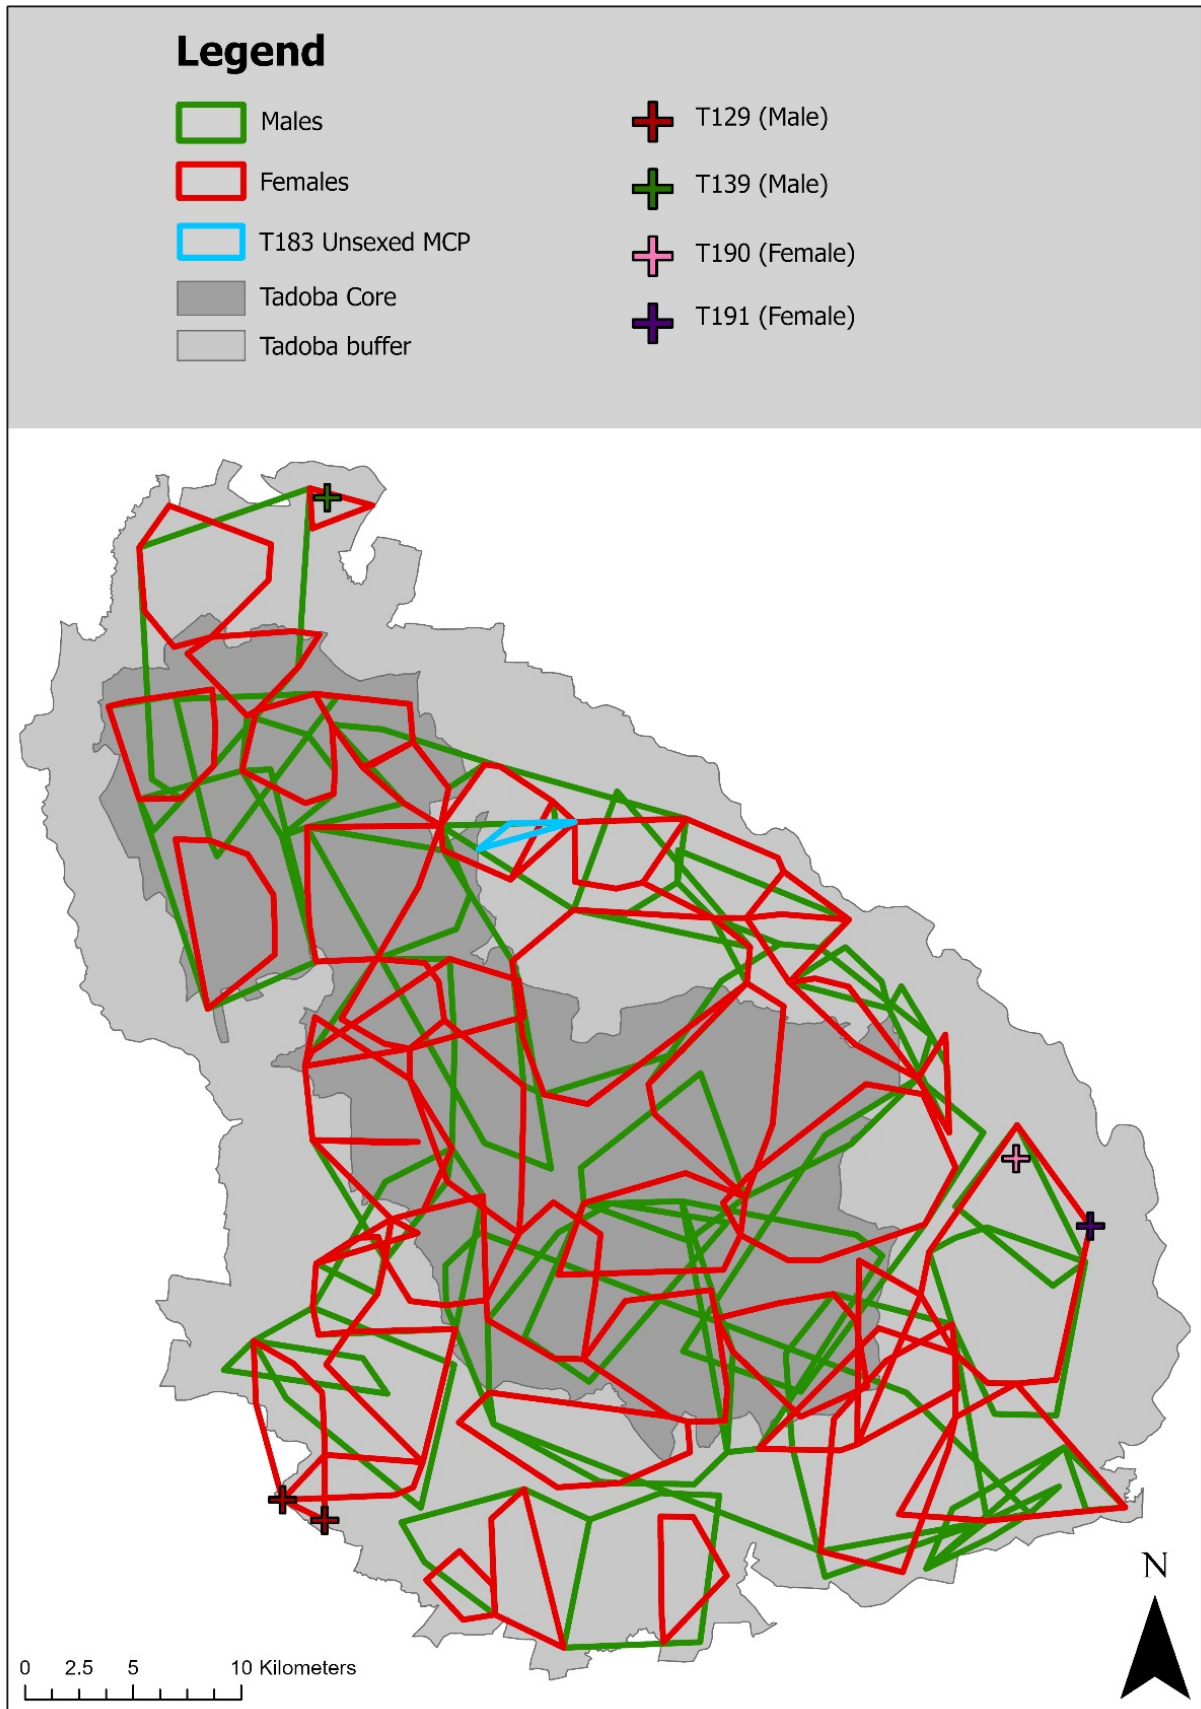 Legend
Males
Females
T183 Unsexed MCP
Tadoba Core
Tadoba buffer
T129 (Male)
T139 (Male)
T190 (Female)
T191 (Female)
N
0 2.5 5 10 Kilometers